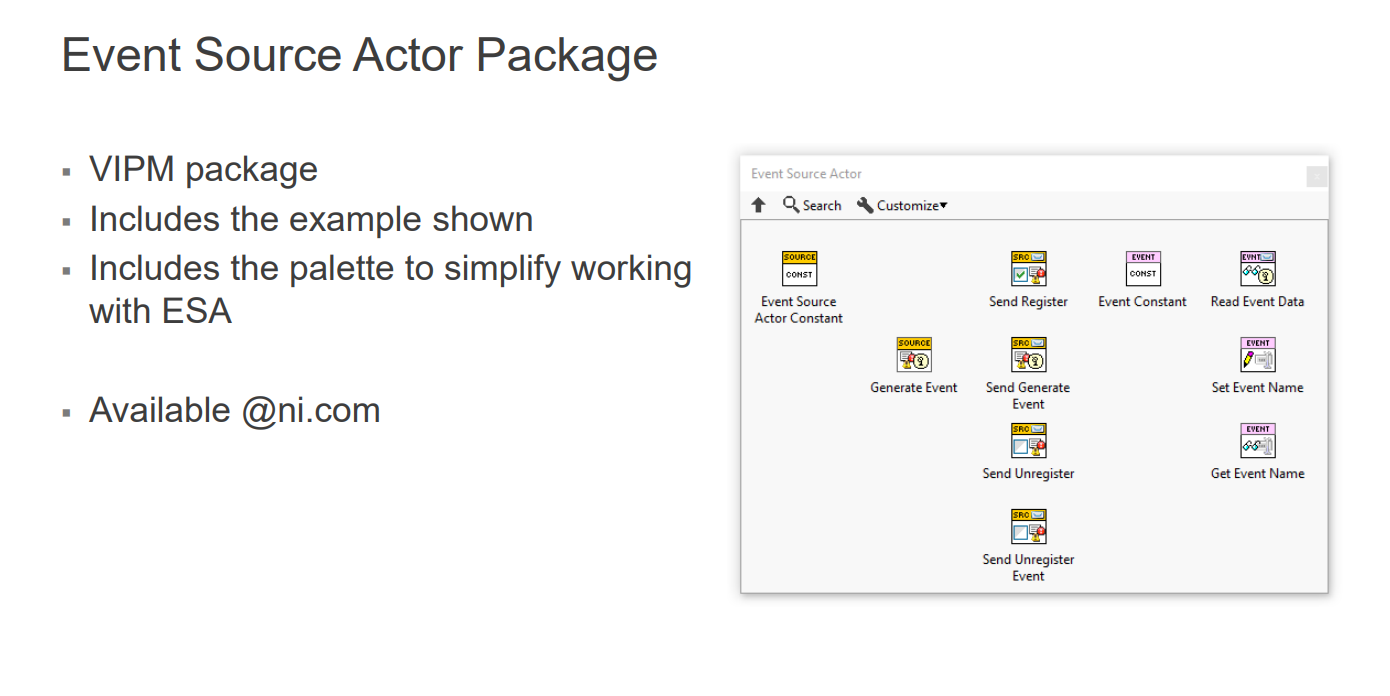 Event Source Actor Package
▪ VIPM package
▪ Includes the example shown
▪ Includes the palette to simplify working
with ESA
▪ Available @ni.com
Event Source Actor
Search Customize
SOURCE
CONST
Event Source
Actor Constant
SRC
Send Register
EVENT
CONST
Event Constant
EVNT
Read Event Data
SOURCE
Generate Event
SRC
Send Generate
Event
EVENT
Set Event Name
SRC
Send Unregister
EVENT
Get Event Name
SRC
Send Unregister
Event